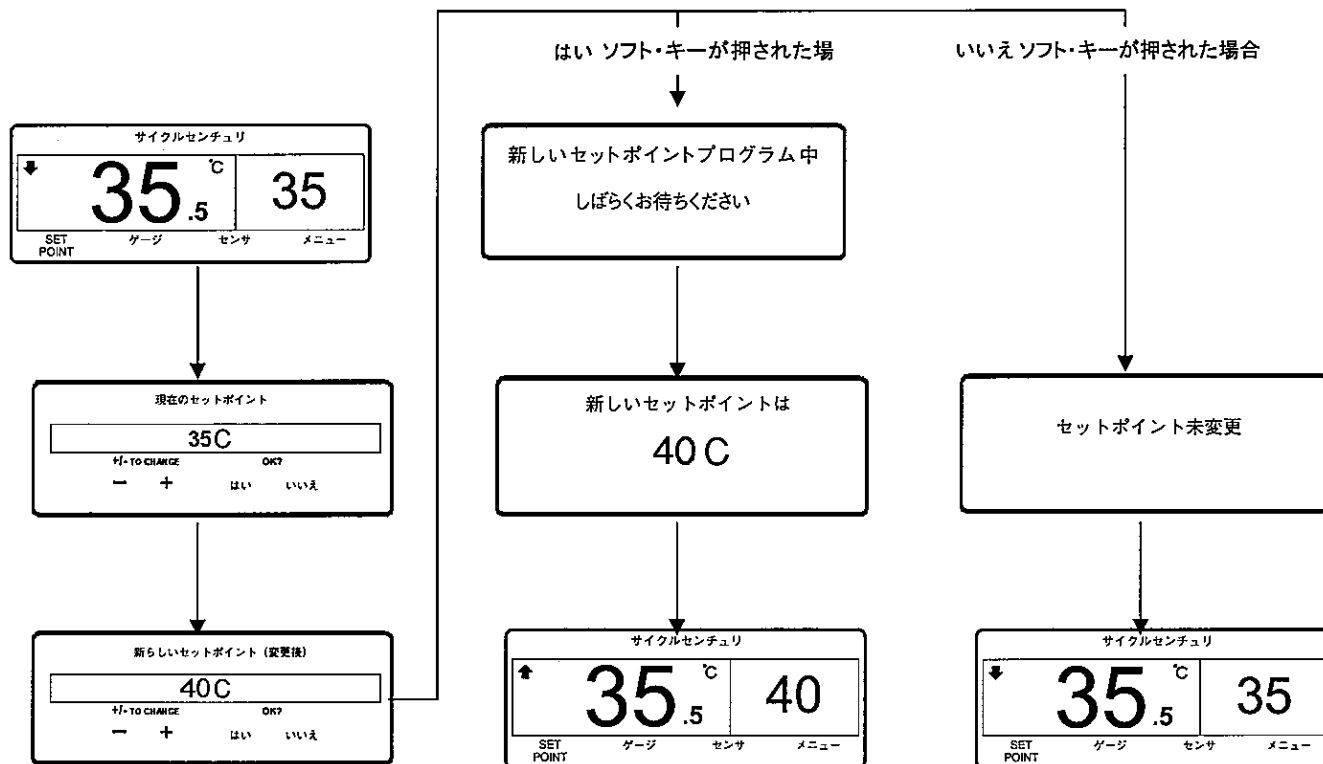 はい ソフト・キーが押された場
いいえ ソフト・キーが押された場合
サイクルセンチュリ
35.5 ℃ 35
SET POINT ゲージ センサ メニュー
現在のセットポイント
35C
+/- TO CHANGE OK?
− + はい いいえ
新らしいセットポイント (変更後)
40C
+/- TO CHANGE OK?
− + はい いいえ
新しいセットポイントプログラム中
しばらくお待ちください
新しいセットポイントは
40 C
サイクルセンチュリ
35.5 ℃ 40
SET POINT ゲージ センサ メニュー
セットポイント未変更
サイクルセンチュリ
35.5 ℃ 35
SET POINT ゲージ センサ メニュー